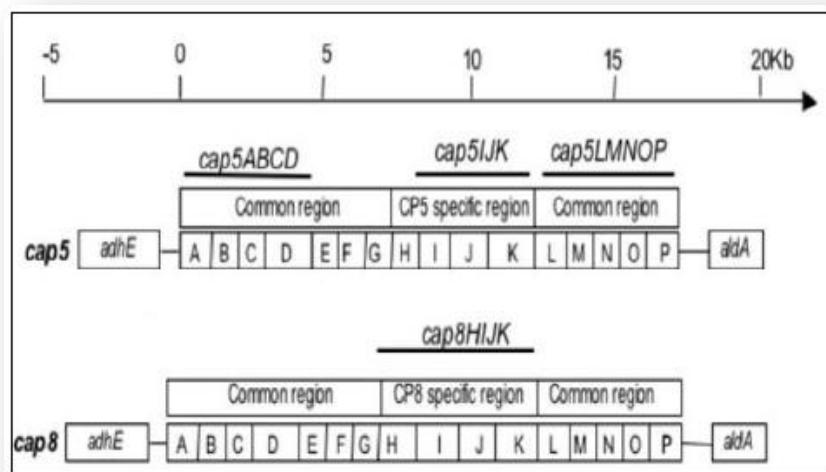 -5 0 5 10 15 20Kb
cap5ABCD cap5IJK cap5LMNOP
Common region CP5 specific region Common region
cap5 adhE A B C D E F G H I J K L M N O P aldA
cap8HIJK
Common region CP8 specific region Common region
cap8 adhE A B C D E F G H I J K L M N O P aldA